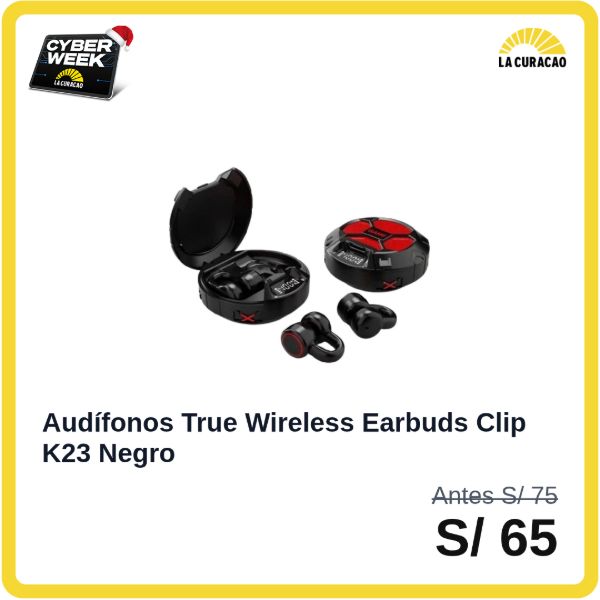 CYBER
WEEK
LA CURACAO
LA CURACAO
Audífonos True Wireless Earbuds Clip
K23 Negro
Antes S/ 75
S/ 65